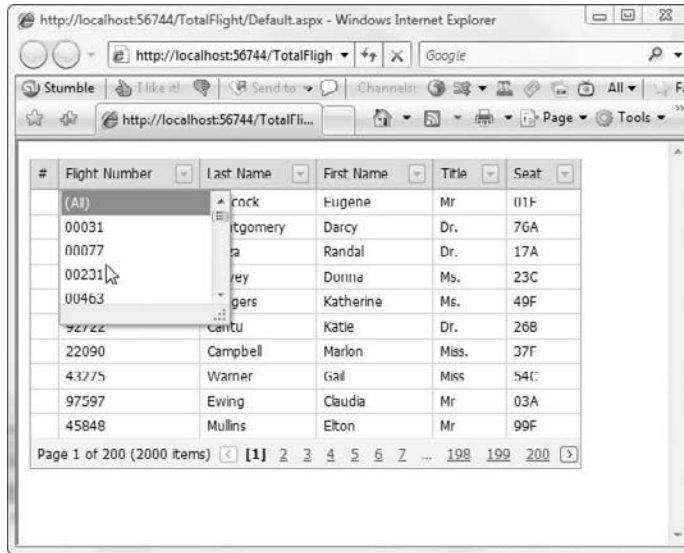 http://localhost:56744/TotalFlight/Default.aspx - Windows Internet Explorer
http://localhost:56744/TotalFligh
Google
Stumble I like it! Send to Channels: All Fa
http://localhost:56744/TotalFli... Page Tools »
# Flight Number Last Name First Name Title Seat
(All) cock Eugene Mr 01F
00031 tgomery Darcy Dr. 76A
00077 za Randal Dr. 17A
00231 vey Donna Ms. 23C
00463 gers Katherine Ms. 49F
92722 Cantu Katie Dr. 26B
22090 Campbell Marlon Miss. 37F
43275 Warner Gail Miss 54C
97597 Ewing Claudia Mr 03A
45848 Mullins Elton Mr 99F
Page 1 of 200 (2000 items) [1] 2 3 4 5 6 7 ... 198 199 200